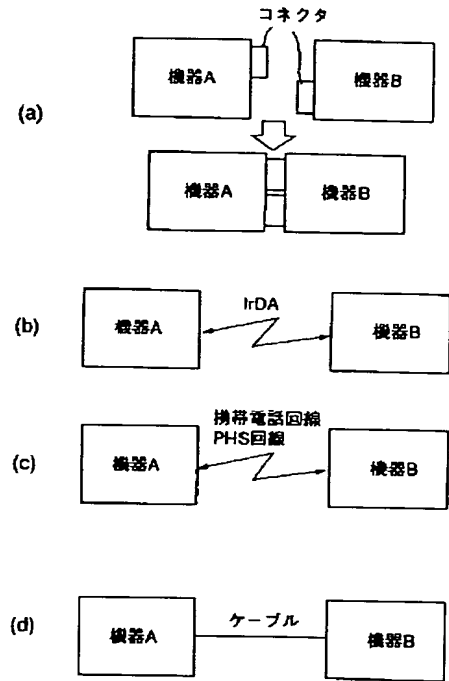 コネクタ
機器A
機器B
(a)
機器A
機器B
IrDA
(b)
機器A
機器B
携帯電話回線
PHS回線
(c)
機器A
機器B
ケーブル
(d)
機器A
機器B